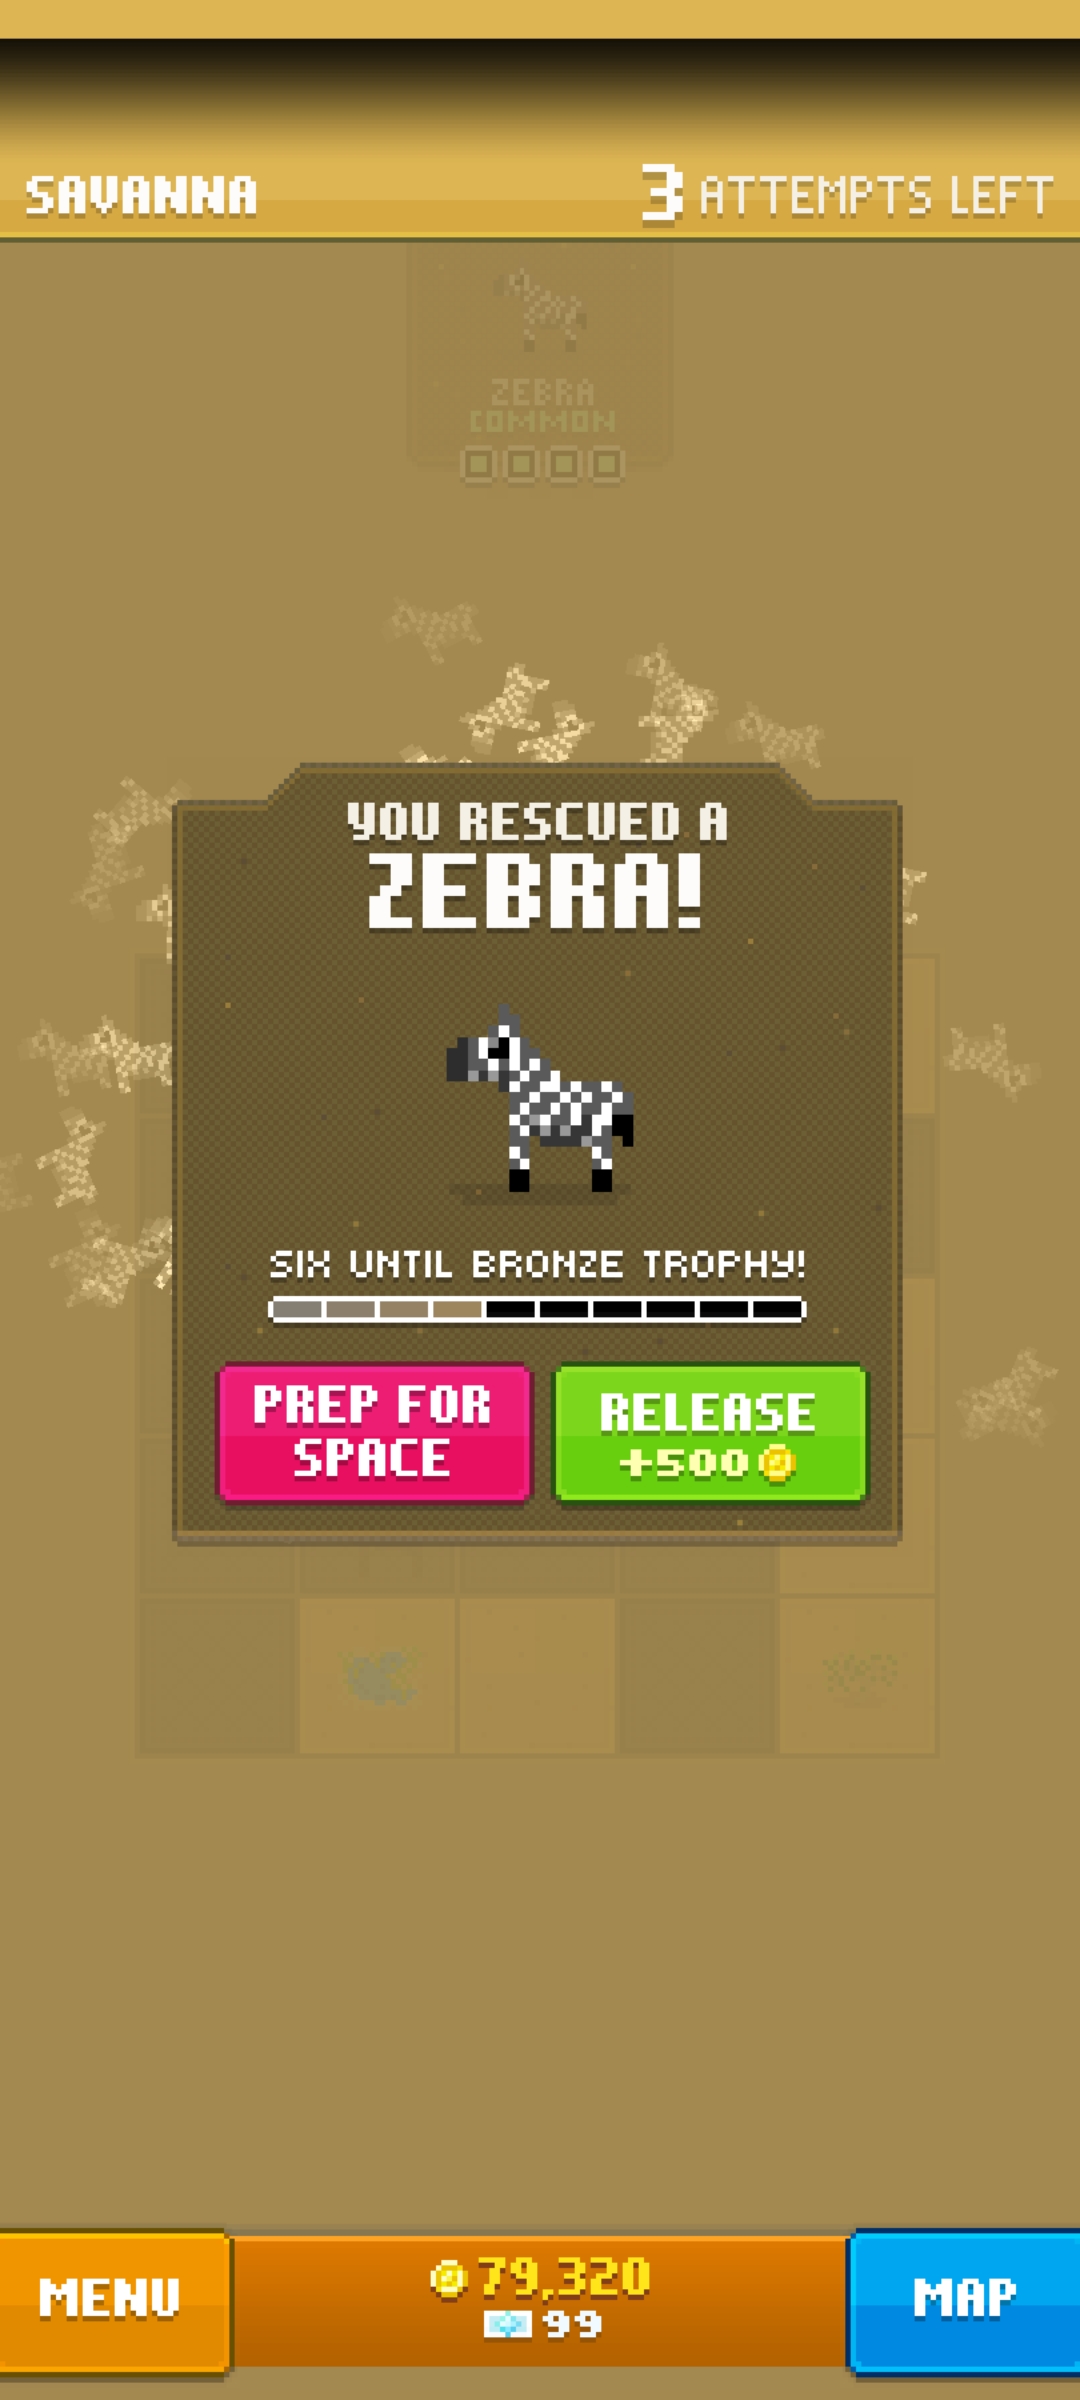 SAVANNA
3 ATTEMPTS LEFT
ZEBRA
COMMON
YOU RESCUED A
ZEBRA!
SIX UNTIL BRONZE TROPHY!
PREP FOR
SPACE
RELEASE
+500
MENU
79,320
99
MAP